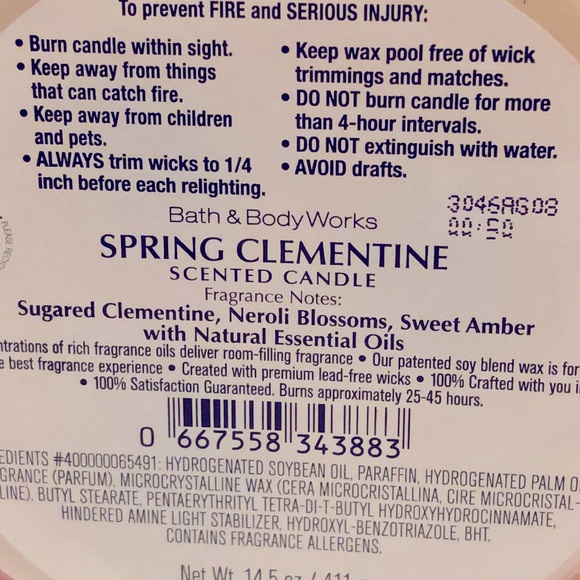 To prevent FIRE and SERIOUS INJURY:
• Burn candle within sight.
• Keep away from things
that can catch fire.
• Keep away from children
and pets.
• ALWAYS trim wicks to 1/4
inch before each relighting.
• Keep wax pool free of wick
trimmings and matches.
• DO NOT burn candle for more
than 4-hour intervals.
• DO NOT extinguish with water.
• AVOID drafts.
3046AG08
00:50
Bath & Body Works
SPRING CLEMENTINE
SCENTED CANDLE
Fragrance Notes:
Sugared Clementine, Neroli Blossoms, Sweet Amber
with Natural Essential Oils
ntrations of rich fragrance oils deliver room-filling fragrance • Our patented soy blend wax is for
e best fragrance experience • Created with premium lead-free wicks • 100% Crafted with you i
• 100% Satisfaction Guaranteed. Burns approximately 25-45 hours.
0 667558 343883
EDIENTS #400000065491: HYDROGENATED SOYBEAN OIL, PARAFFIN, HYDROGENATED PALM O
GRANCE (PARFUM), MICROCRYSTALLINE WAX (CERA MICROCRISTALLINA, CIRE MICROCRISTAL-
LINE), BUTYL STEARATE, PENTAERYTHRITYL TETRA-DI-T-BUTYL HYDROXYHYDROCINNAMATE,
HINDERED AMINE LIGHT STABILIZER, HYDROXYL-BENZOTRIAZOLE, BHT.
CONTAINS FRAGRANCE ALLERGENS.
Net Wt. 14.5 oz / 411